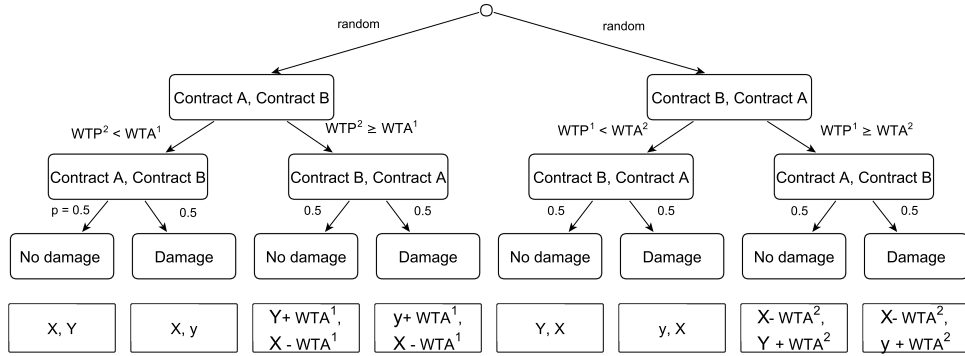 random
random
Contract A, Contract B
Contract B, Contract A
WTP² < WTA¹
WTP² ≥ WTA¹
WTP¹ < WTA²
WTP¹ ≥ WTA²
Contract A, Contract B
Contract B, Contract A
Contract B, Contract A
Contract A, Contract B
p = 0.5
0.5
0.5
0.5
0.5
0.5
0.5
0.5
No damage
Damage
No damage
Damage
No damage
Damage
No damage
Damage
X, Y
X, y
Y+ WTA¹,
X - WTA¹
y+ WTA¹,
X - WTA¹
Y, X
y, X
X- WTA²,
Y + WTA²
X- WTA²,
y + WTA²